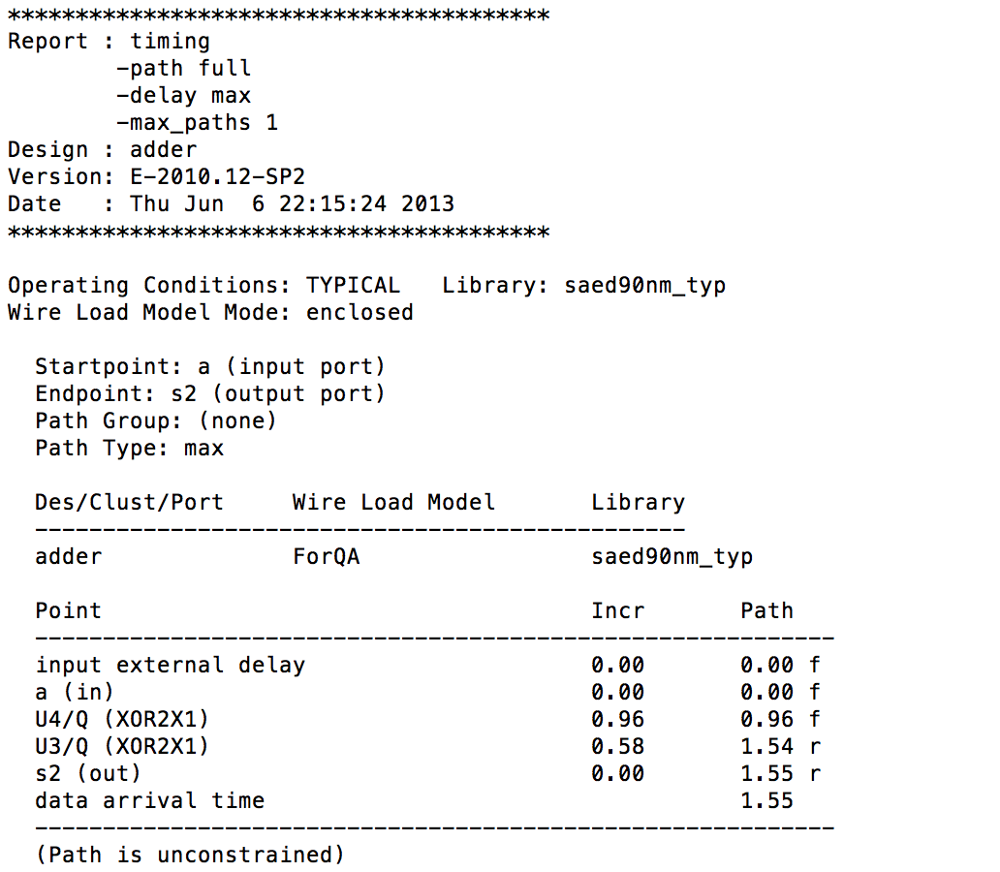 ****************************************
Report : timing
        -path full
        -delay max
        -max_paths 1
Design : adder
Version: E-2010.12-SP2
Date   : Thu Jun  6 22:15:24 2013
****************************************

Operating Conditions: TYPICAL   Library: saed90nm_typ
Wire Load Model Mode: enclosed

  Startpoint: a (input port)
  Endpoint: s2 (output port)
  Path Group: (none)
  Path Type: max

  Des/Clust/Port     Wire Load Model       Library
  ------------------------------------------------
  adder              ForQA                 saed90nm_typ

  Point                                    Incr       Path
  -----------------------------------------------------------
  input external delay                     0.00       0.00 f
  a (in)                                   0.00       0.00 f
  U4/Q (XOR2X1)                            0.96       0.96 f
  U3/Q (XOR2X1)                            0.58       1.54 r
  s2 (out)                                 0.00       1.55 r
  data arrival time                                   1.55
  -----------------------------------------------------------
  (Path is unconstrained)